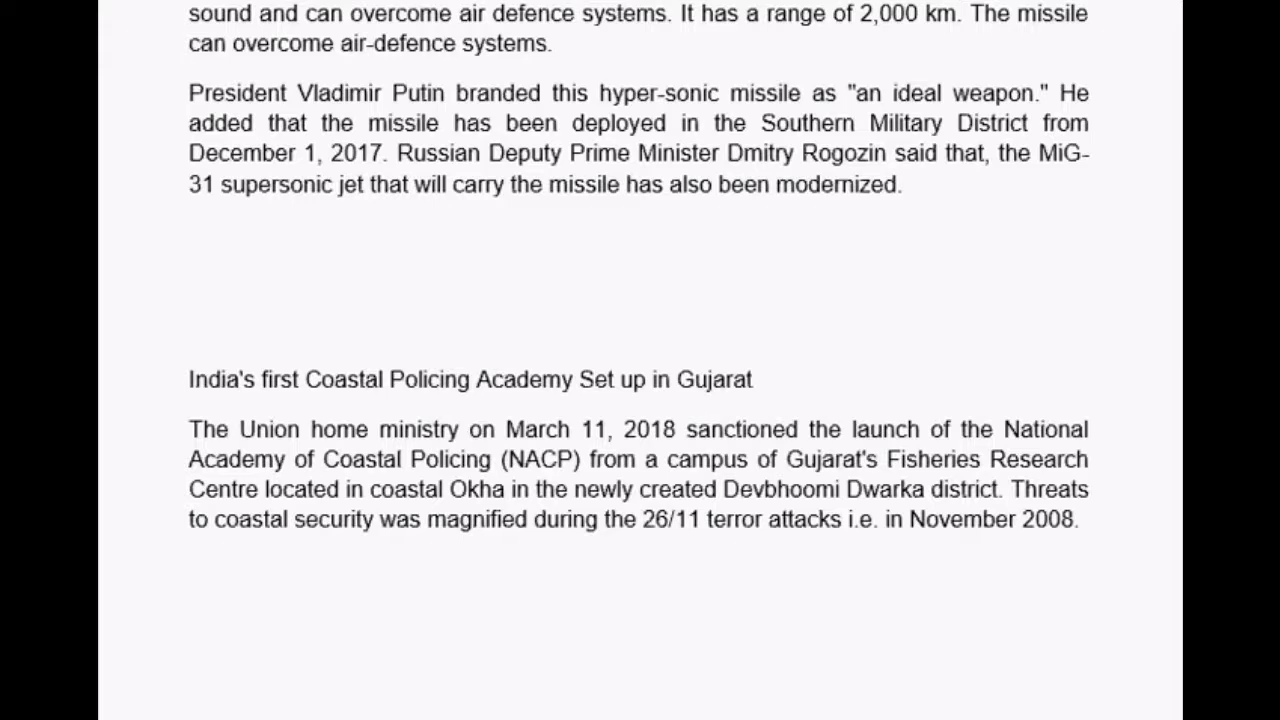 sound and can overcome air defence systems. It has a range of 2,000 km. The missile
can overcome air-defence systems.
President Vladimir Putin branded this hyper-sonic missile as "an ideal weapon." He
added that the missile has been deployed in the Southern Military District from
December 1, 2017. Russian Deputy Prime Minister Dmitry Rogozin said that, the MiG-
31 supersonic jet that will carry the missile has also been modernized.
India's first Coastal Policing Academy Set up in Gujarat
The Union home ministry on March 11, 2018 sanctioned the launch of the National
Academy of Coastal Policing (NACP) from a campus of Gujarat's Fisheries Research
Centre located in coastal Okha in the newly created Devbhoomi Dwarka district. Threats
to coastal security was magnified during the 26/11 terror attacks i.e. in November 2008.